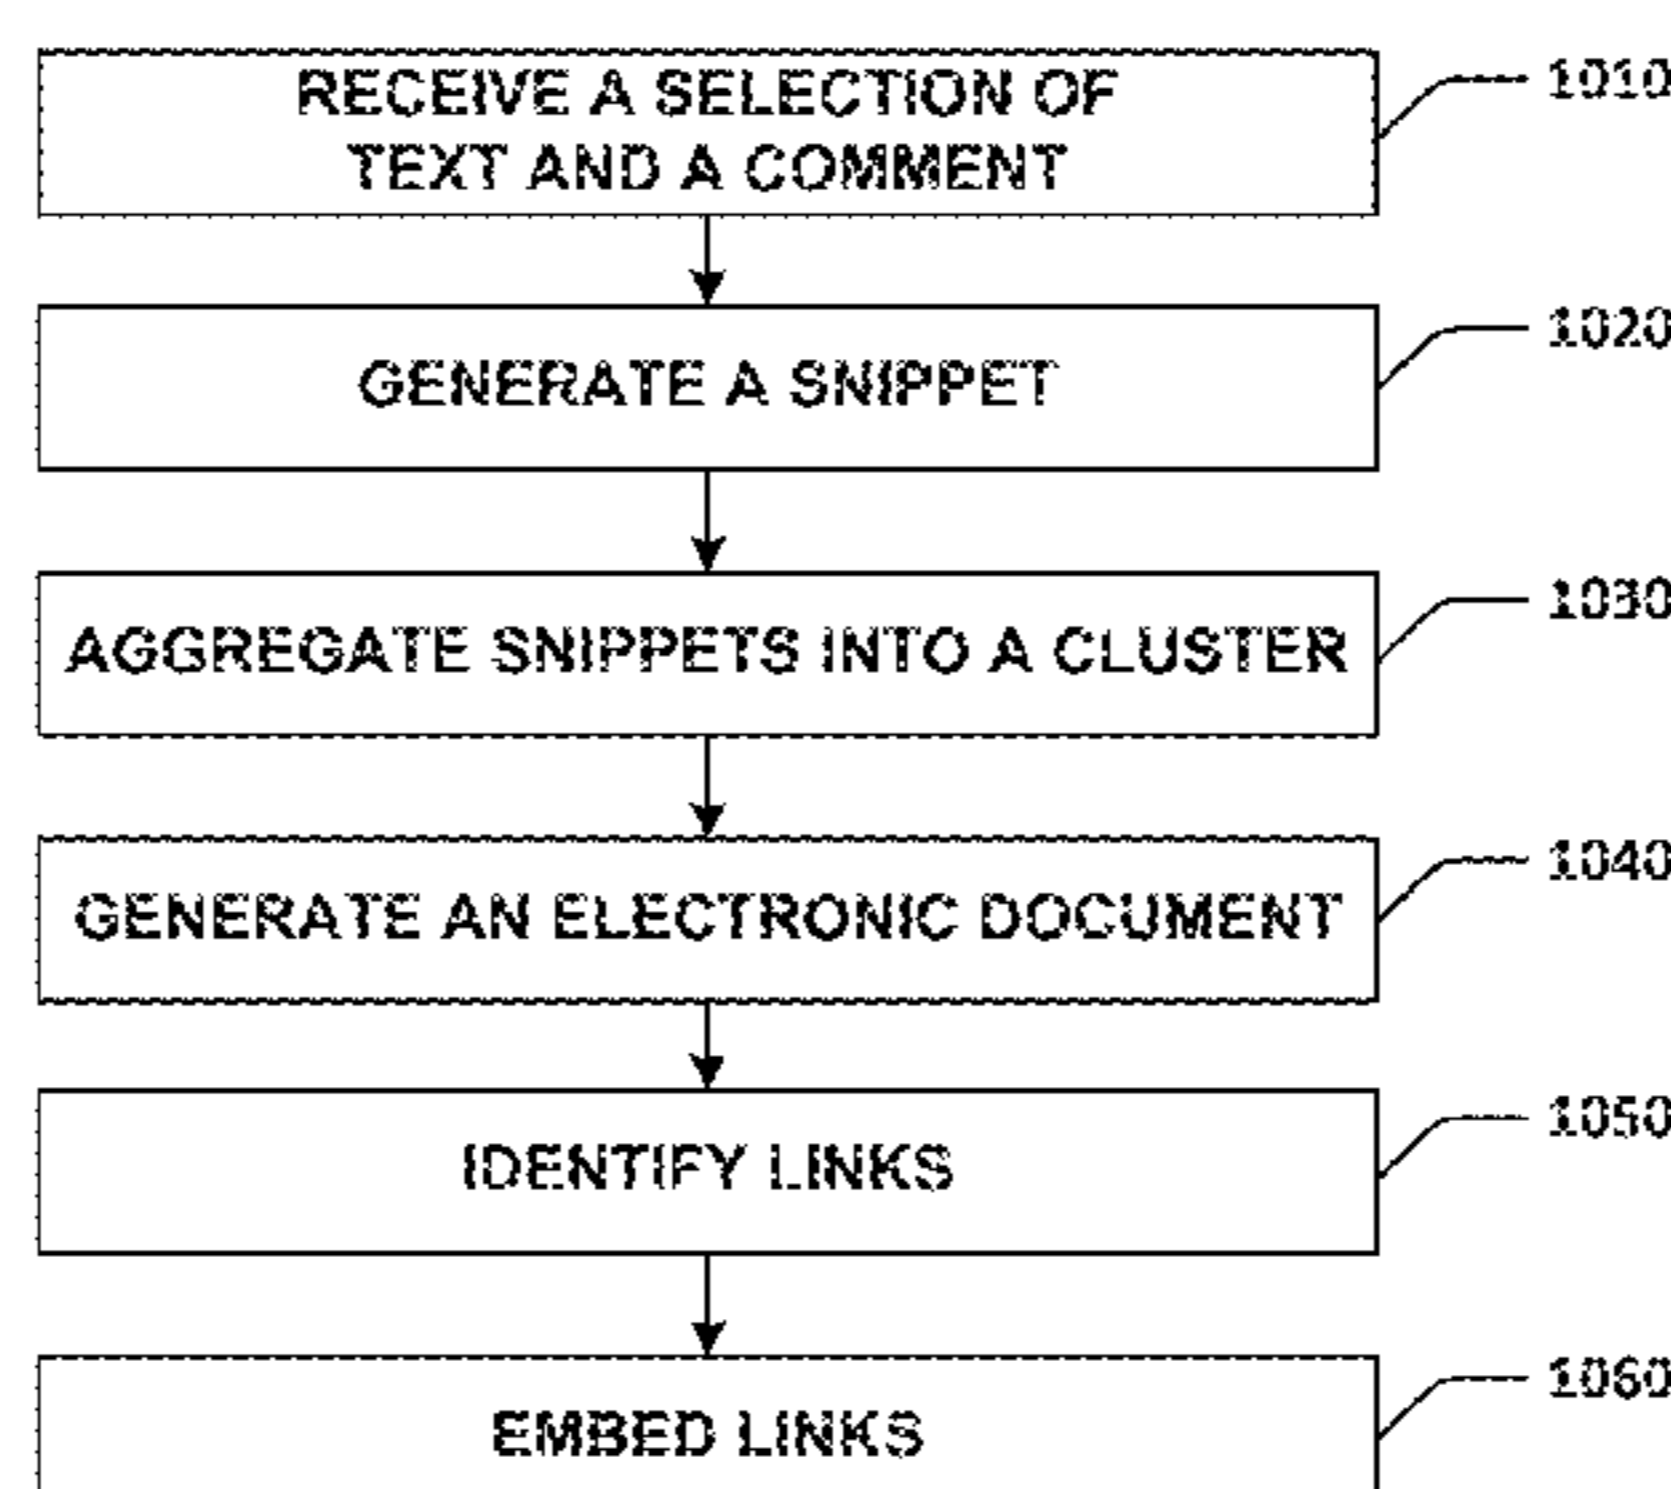 RECEIVE A SELECTION OF
TEXT AND A COMMENT
1010
GENERATE A SNIPPET
1020
AGGREGATE SNIPPETS INTO A CLUSTER
1030
GENERATE AN ELECTRONIC DOCUMENT
1040
IDENTIFY LINKS
1050
EMBED LINKS
1060